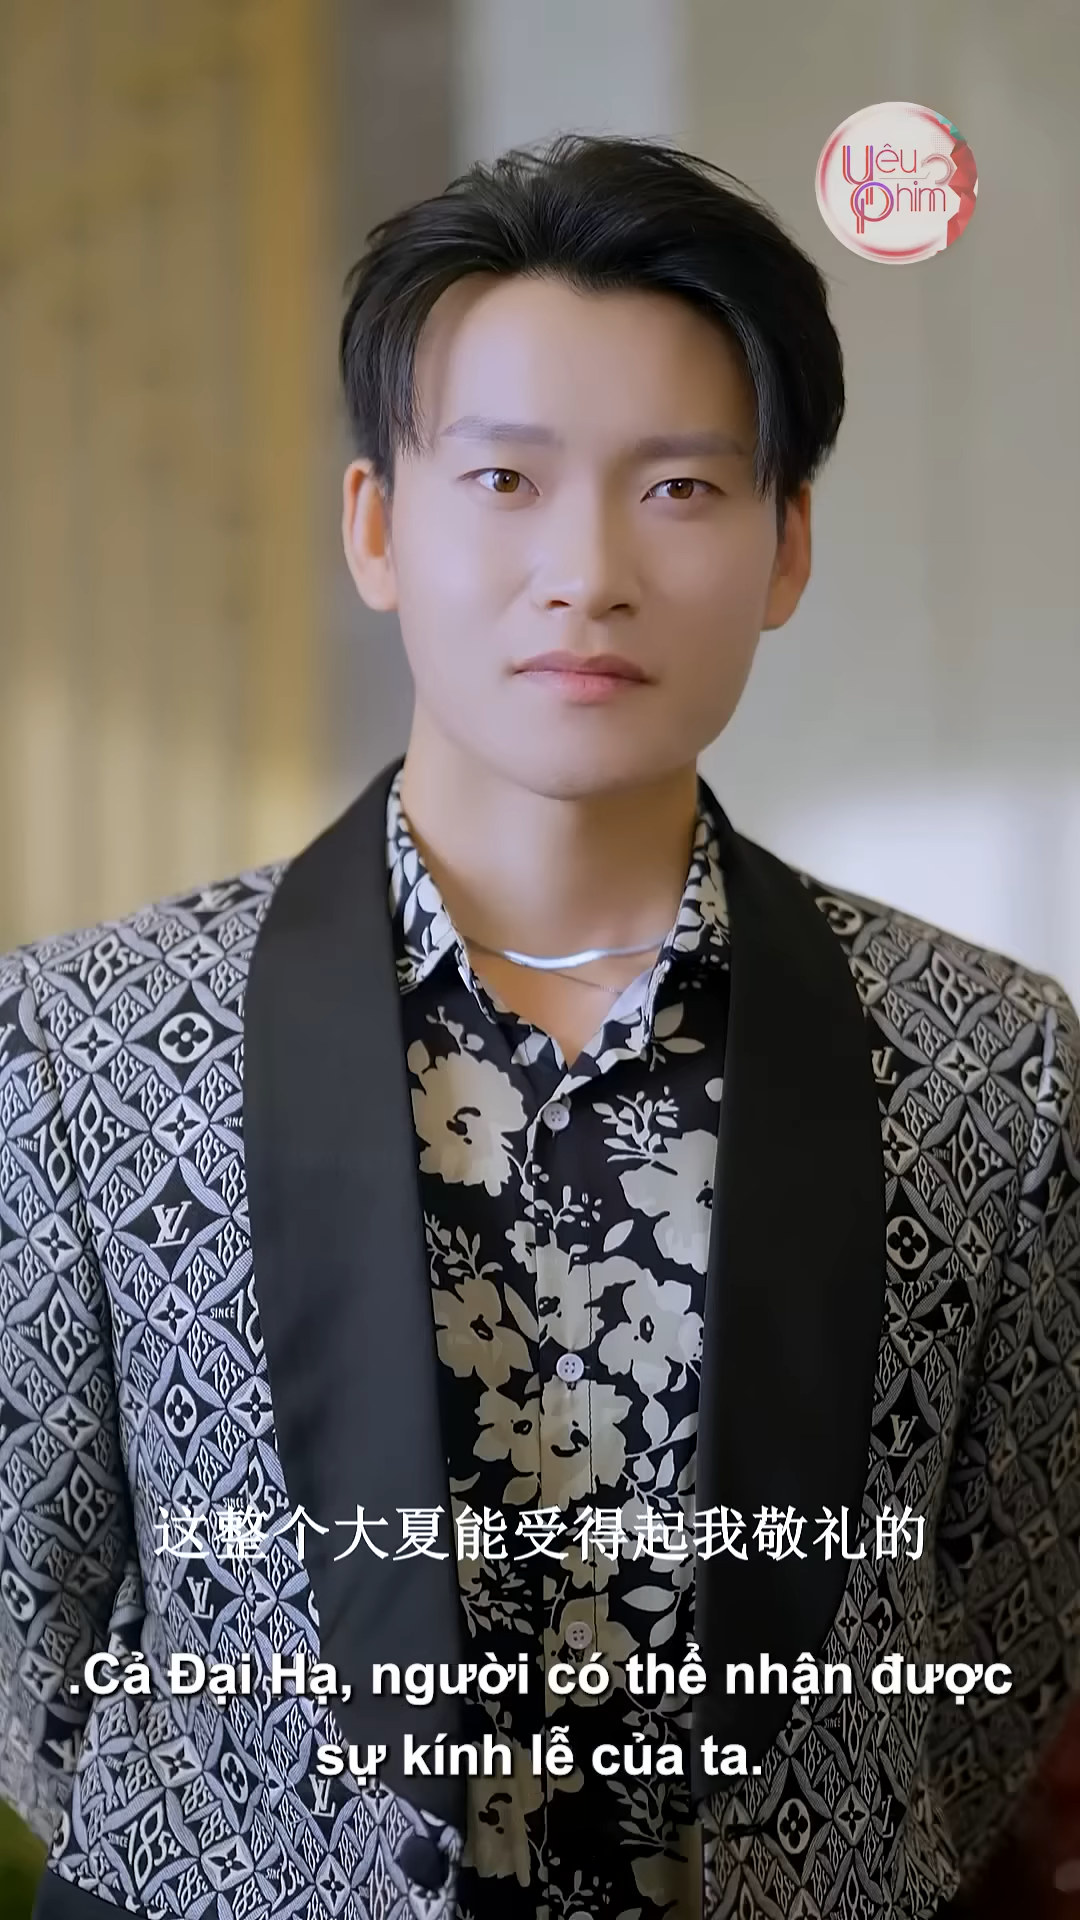 Yêu
Phim
这整个大夏能受得起我敬礼的
.Cả Đại Hạ, người có thể nhận được
sự kính lễ của ta.